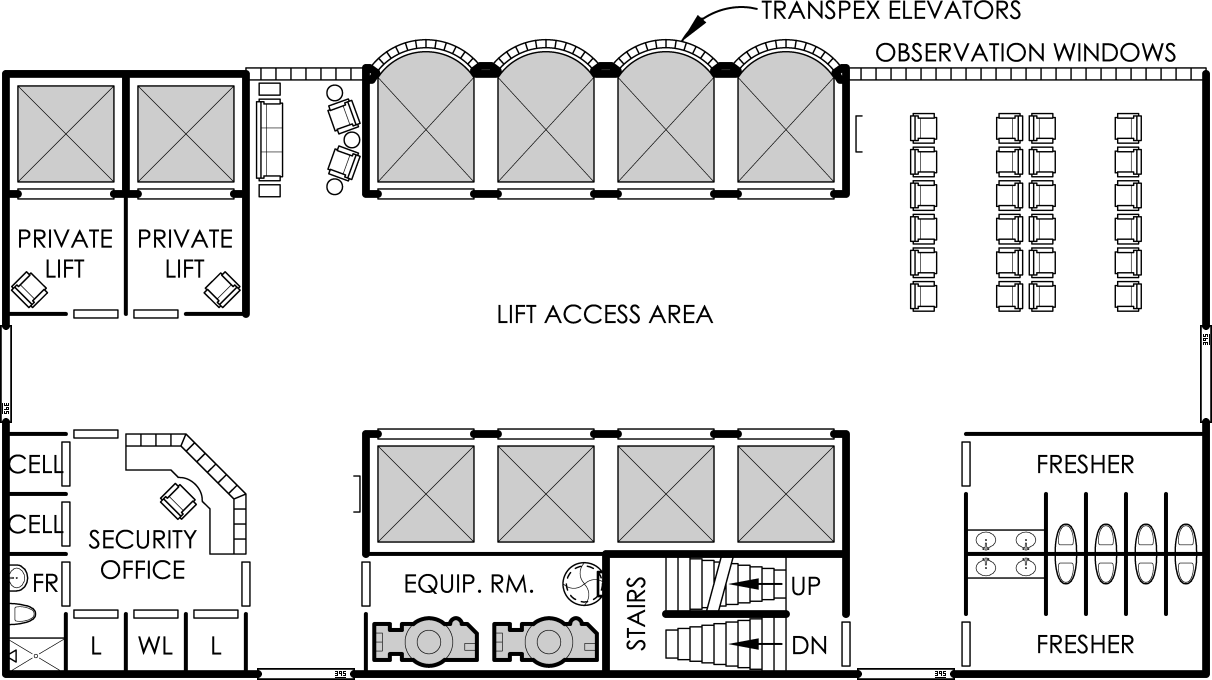 TRANSPEX ELEVATORS
OBSERVATION WINDOWS
PRIVATE
LIFT
PRIVATE
LIFT
LIFT ACCESS AREA
CELL
CELL
SECURITY
OFFICE
FR
L
WL
L
EQUIP. RM.
STAIRS
UP
DN
FRESHER
FRESHER